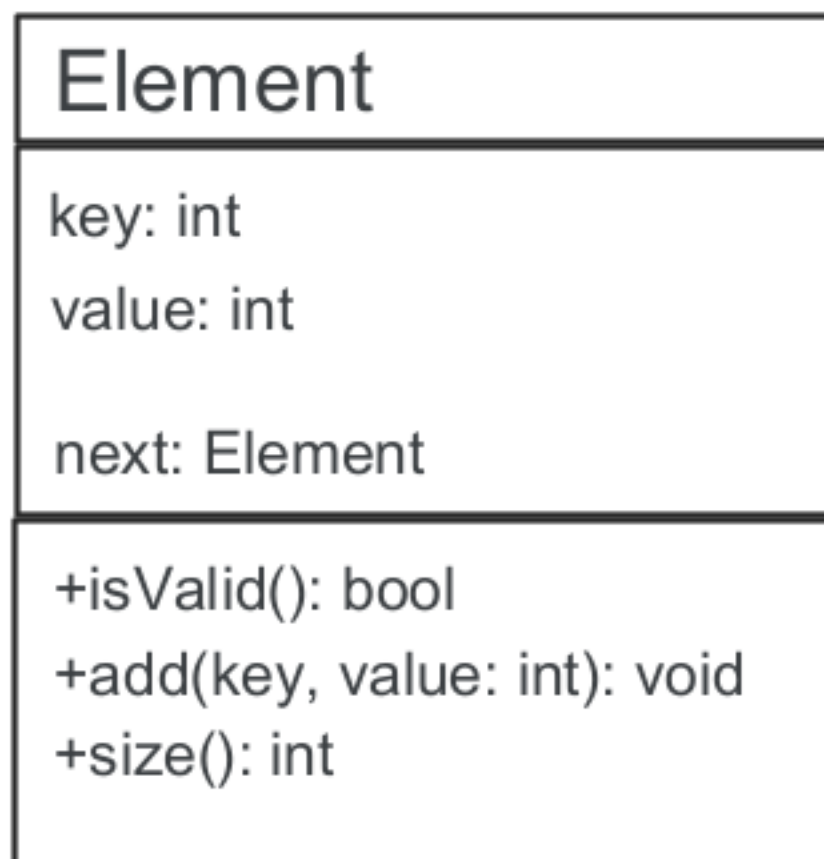 Element
key: int
value: int
next: Element
+isValid(): bool
+add(key, value: int): void
+size(): int